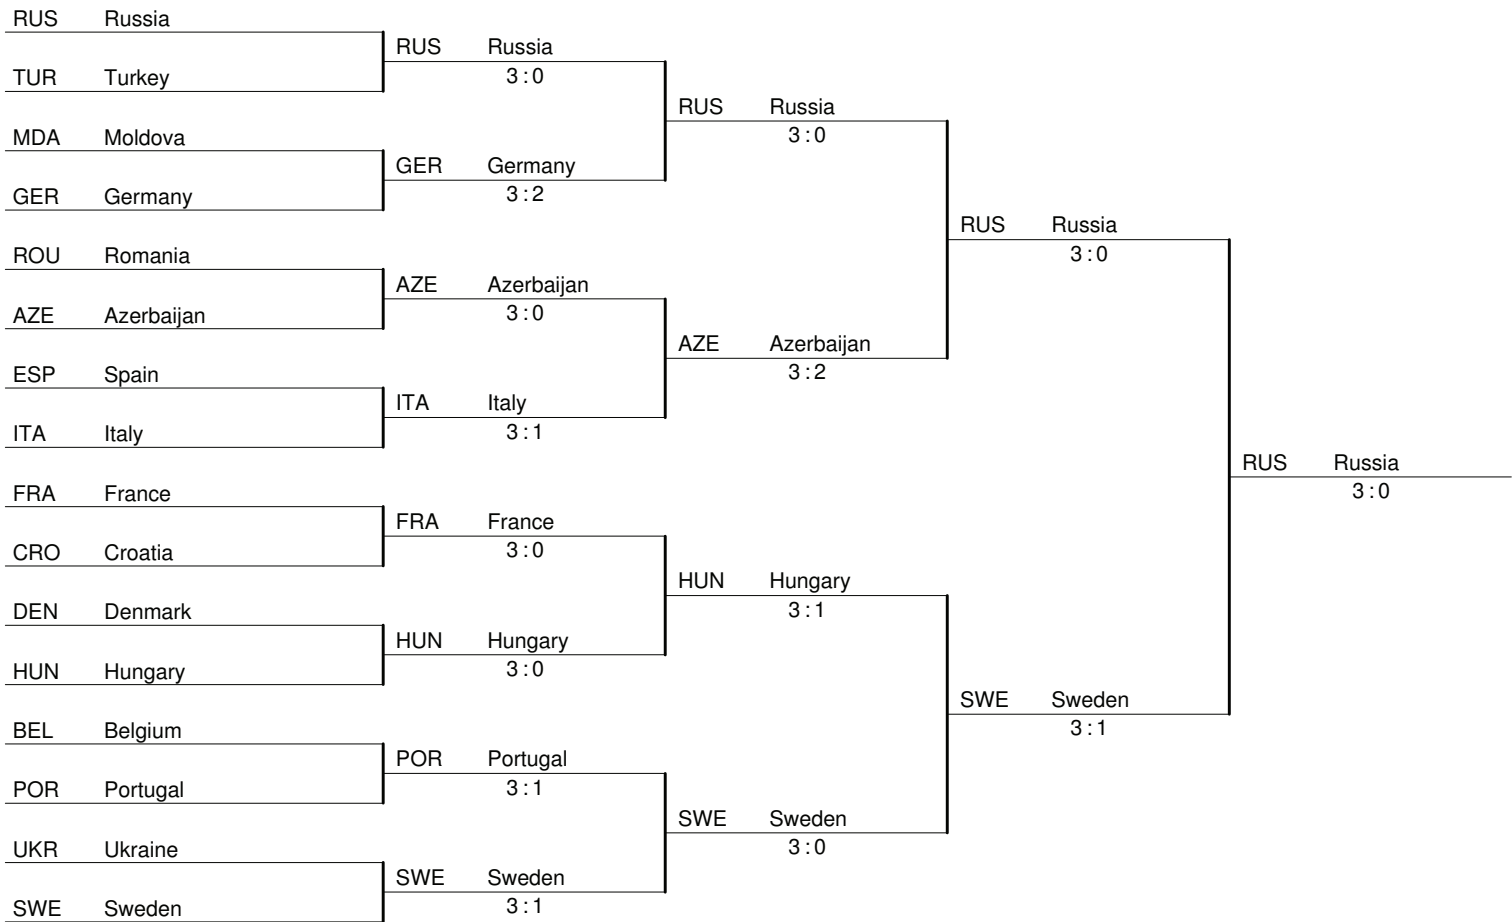 RUS Russia
TUR Turkey
MDA Moldova
GER Germany
ROU Romania
AZE Azerbaijan
ESP Spain
ITA Italy
FRA France
CRO Croatia
DEN Denmark
HUN Hungary
BEL Belgium
POR Portugal
UKR Ukraine
SWE Sweden
RUS Russia
3 : 0
GER Germany
3 : 2
AZE Azerbaijan
3 : 0
ITA Italy
3 : 1
FRA France
3 : 0
HUN Hungary
3 : 0
POR Portugal
3 : 1
SWE Sweden
3 : 1
RUS Russia
3 : 0
AZE Azerbaijan
3 : 2
HUN Hungary
3 : 1
SWE Sweden
3 : 0
RUS Russia
3 : 0
SWE Sweden
3 : 1
RUS Russia
3 : 0